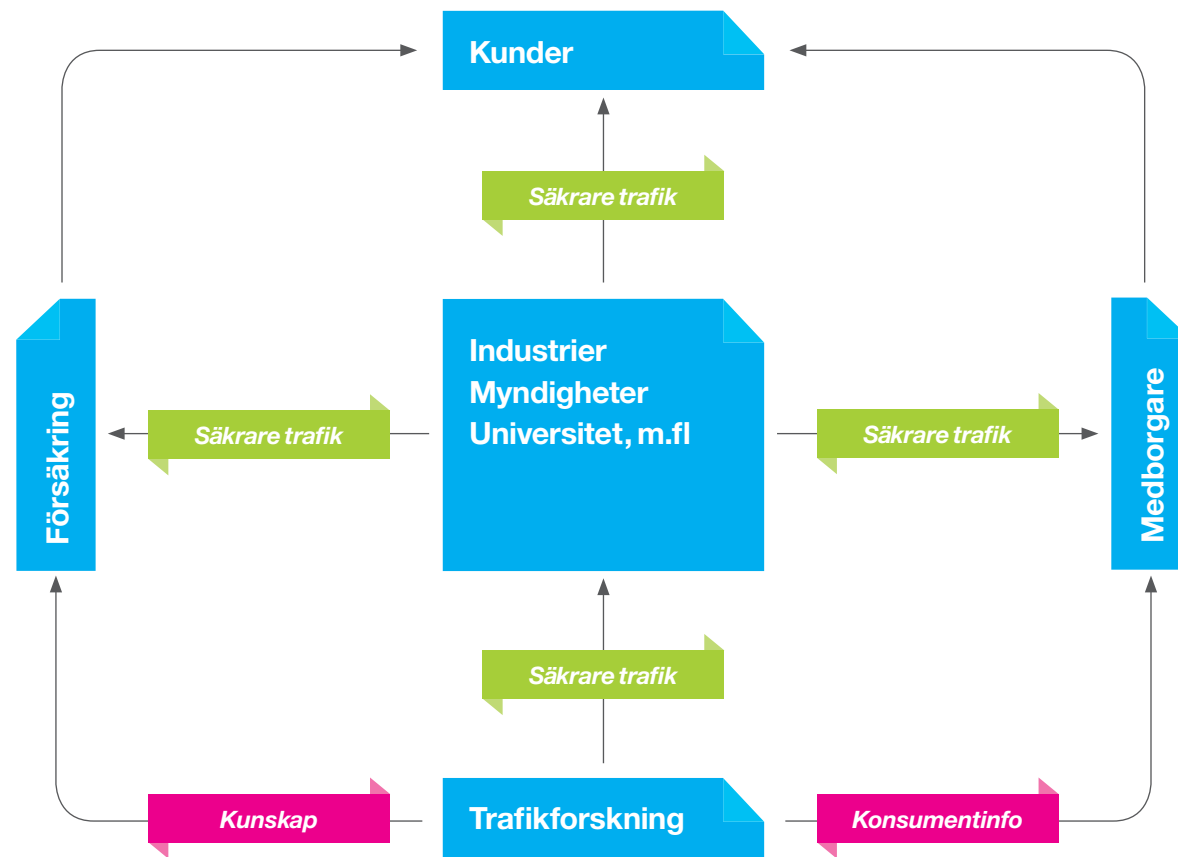 Kunder
Säkrare trafik
Industrier
Myndigheter
Universitet, m.fl
Försäkring
Säkrare trafik
Säkrare trafik
Medborgare
Säkrare trafik
Kunskap
Trafikforskning
Konsumentinfo